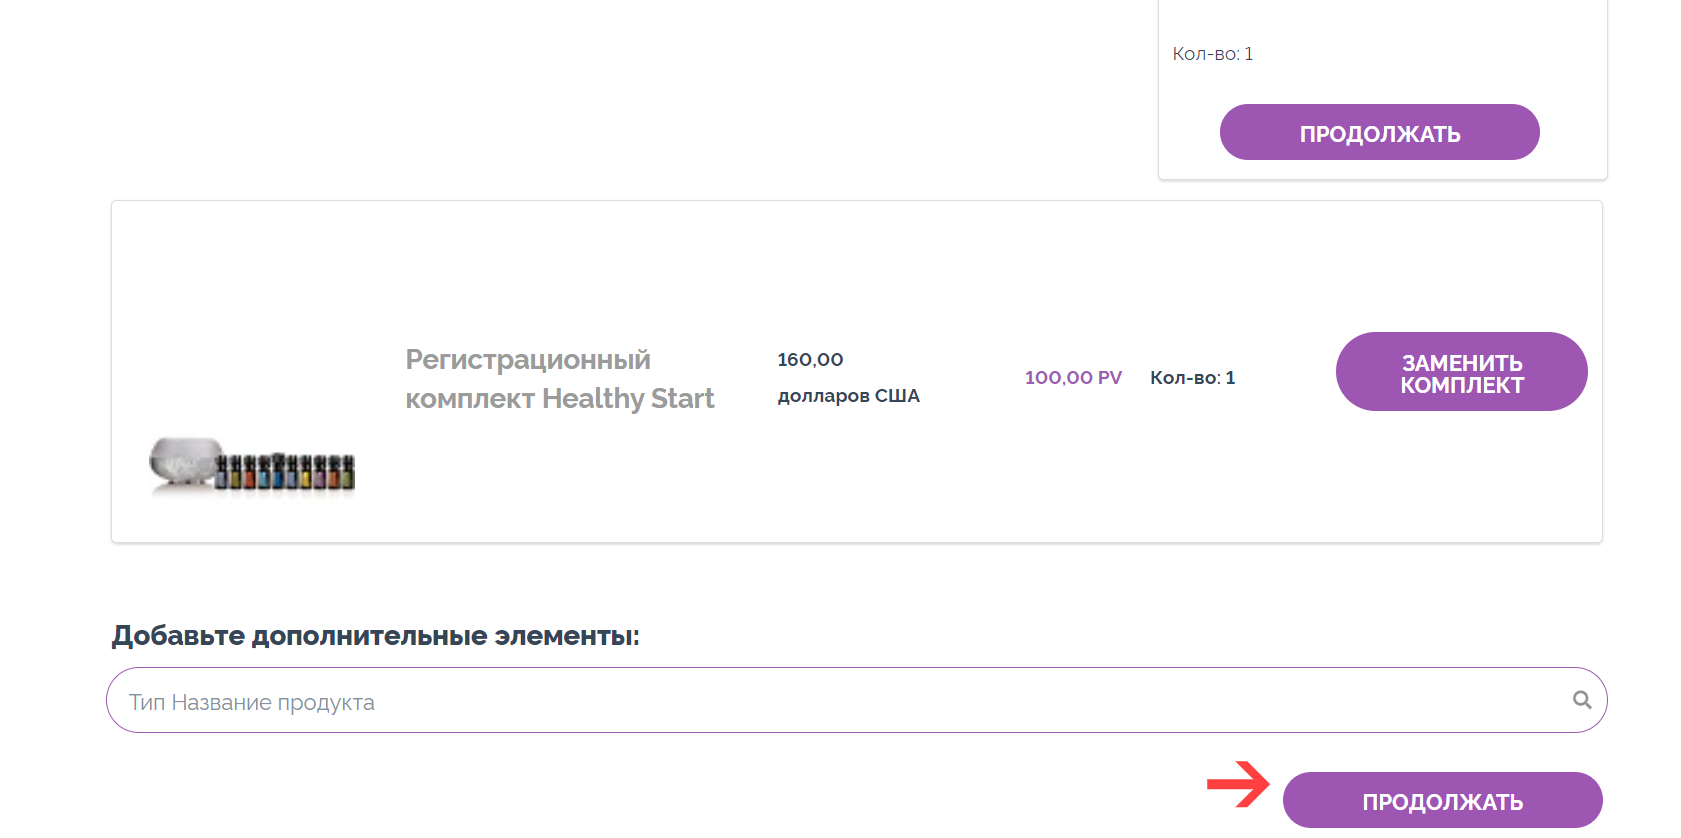 Кол-во: 1
ПРОДОЛЖАТЬ
Регистрационный
комплект Healthy Start
160,00
долларов США
100,00 PV
Кол-во: 1
ЗАМЕНИТЬ
КОМПЛЕКТ
Добавьте дополнительные элементы:
Тип Название продукта
ПРОДОЛЖАТЬ